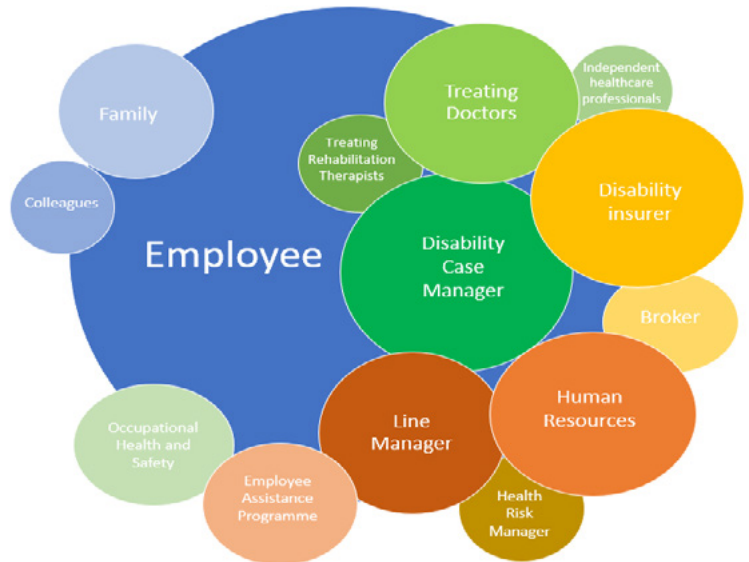 Family
Colleagues
Employee
Treating
Doctors
Independent
healthcare
professionals
Treating
Rehabilitation
Therapists
Disability
insurer
Disability
Case
Manager
Broker
Human
Resources
Line
Manager
Occupational
Health and
Safety
Employee
Assistance
Programme
Health
Risk
Manager